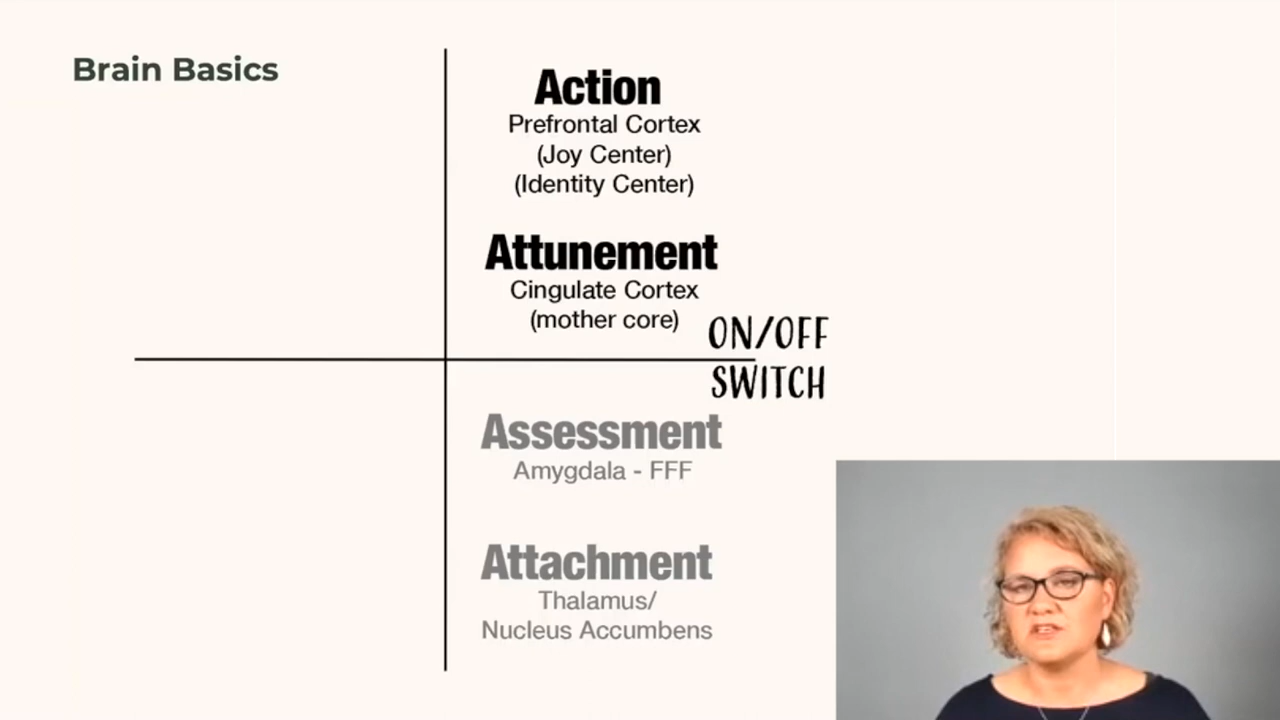 Brain Basics
Action
Prefrontal Cortex
(Joy Center)
(Identity Center)
Attunement
Cingulate Cortex
(mother core)
ON/OFF
SWITCH
Assessment
Amygdala - FFF
Attachment
Thalamus/
Nucleus Accumbens